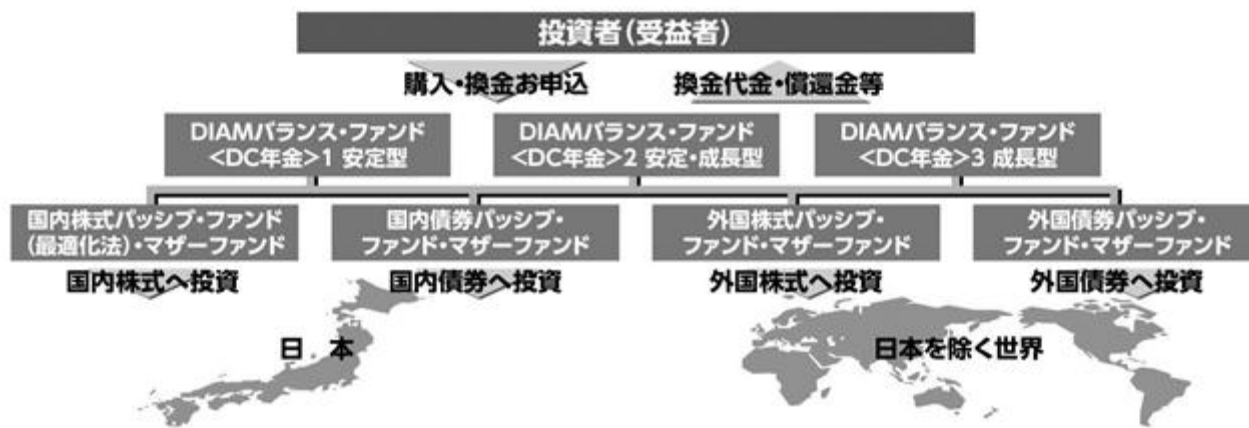 投資者(受益者)
購入・換金お申込
換金代金・償還金等
DIAMバランス・ファンド
<DC年金>1 安定型
DIAMバランス・ファンド
<DC年金>2 安定・成長型
DIAMバランス・ファンド
<DC年金>3 成長型
国内株式パッシブ・ファンド
(最適化法)・マザーファンド
国内債券パッシブ・
ファンド・マザーファンド
外国株式パッシブ・
ファンド・マザーファンド
外国債券パッシブ・
ファンド・マザーファンド
国内株式へ投資
国内債券へ投資
外国株式へ投資
外国債券へ投資
日 本
日本を除く世界